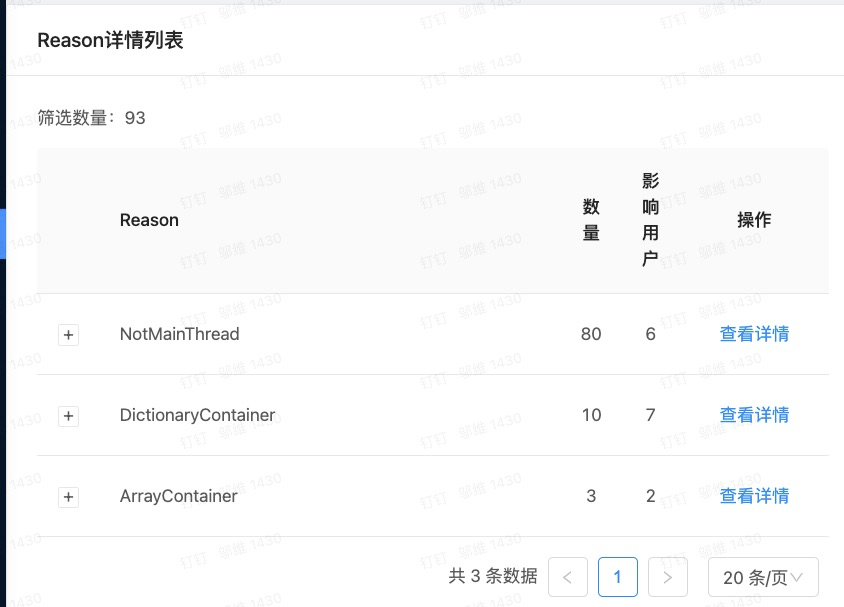 Reason详情列表
筛选数量：93
Reason 数量 影响用户 操作
+ NotMainThread 80 6 查看详情
+ DictionaryContainer 10 7 查看详情
+ ArrayContainer 3 2 查看详情
共 3 条数据 < 1 > 20 条/页
钉钉 邬维 1430